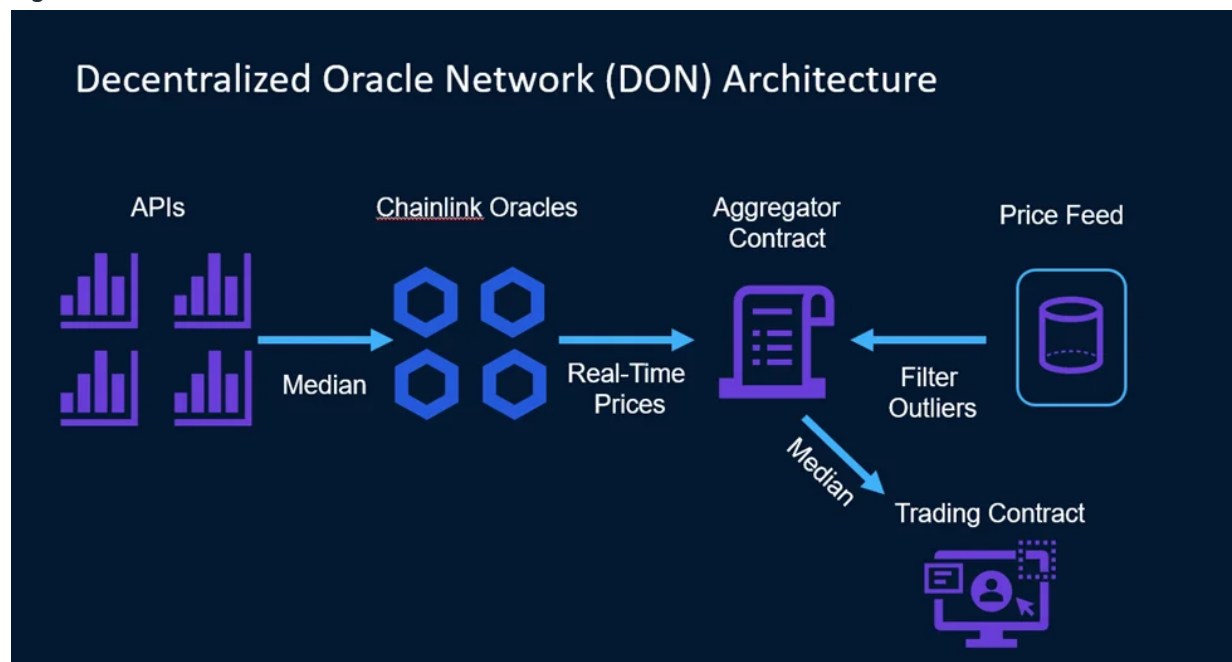 Decentralized Oracle Network (DON) Architecture
APIs
Chainlink Oracles
Aggregator
Contract
Price Feed
Median
Real-Time
Prices
Filter
Outliers
Median
Trading Contract